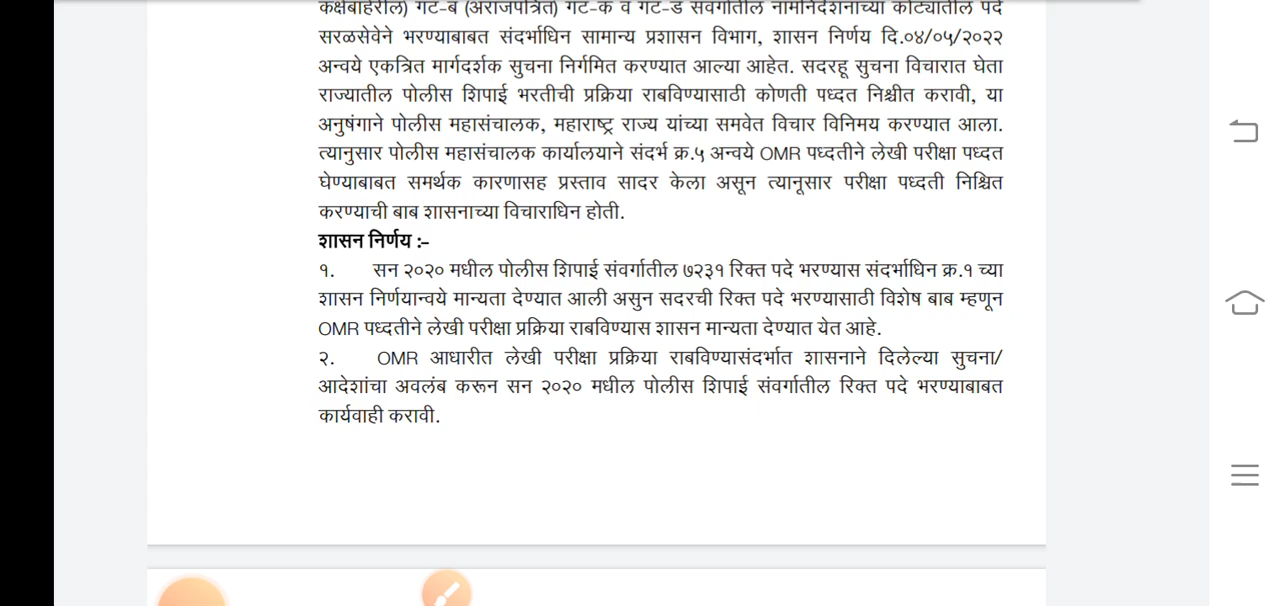 कक्षेबाहेरील) गट-ब (अराजपत्रित) गट-क व गट-ड संवर्गातील नामनिर्देशनाच्या कोट्यातील पदे
सरळसेवेने भरण्याबाबत संदर्भाधिन सामान्य प्रशासन विभाग, शासन निर्णय दि.०४/०५/२०२२
अन्वये एकत्रित मार्गदर्शक सुचना निर्गमित करण्यात आल्या आहेत. सदरहू सुचना विचारात घेता
राज्यातील पोलीस शिपाई भरतीची प्रक्रिया राबविण्यासाठी कोणती पध्दत निश्चीत करावी, या
अनुषंगाने पोलीस महासंचालक, महाराष्ट्र राज्य यांच्या समवेत विचार विनिमय करण्यात आला.
त्यानुसार पोलीस महासंचालक कार्यालयाने संदर्भ क्र.५ अन्वये OMR पध्दतीने लेखी परीक्षा पध्दत
घेण्याबाबत समर्थक कारणासह प्रस्ताव सादर केला असून त्यानूसार परीक्षा पध्दती निश्चित
करण्याची बाब शासनाच्या विचाराधिन होती.
शासन निर्णय :-
१. सन २०२० मधील पोलीस शिपाई संवर्गातील ७२३१ रिक्त पदे भरण्यास संदर्भाधिन क्र.१ च्या
शासन निर्णयान्वये मान्यता देण्यात आली असुन सदरची रिक्त पदे भरण्यासाठी विशेष बाब म्हणून
OMR पध्दतीने लेखी परीक्षा प्रक्रिया राबविण्यास शासन मान्यता देण्यात येत आहे.
२. OMR आधारीत लेखी परीक्षा प्रक्रिया राबविण्यासंदर्भात शासनाने दिलेल्या सुचना/
आदेशांचा अवलंब करून सन २०२० मधील पोलीस शिपाई संवर्गातील रिक्त पदे भरण्याबाबत
कार्यवाही करावी.